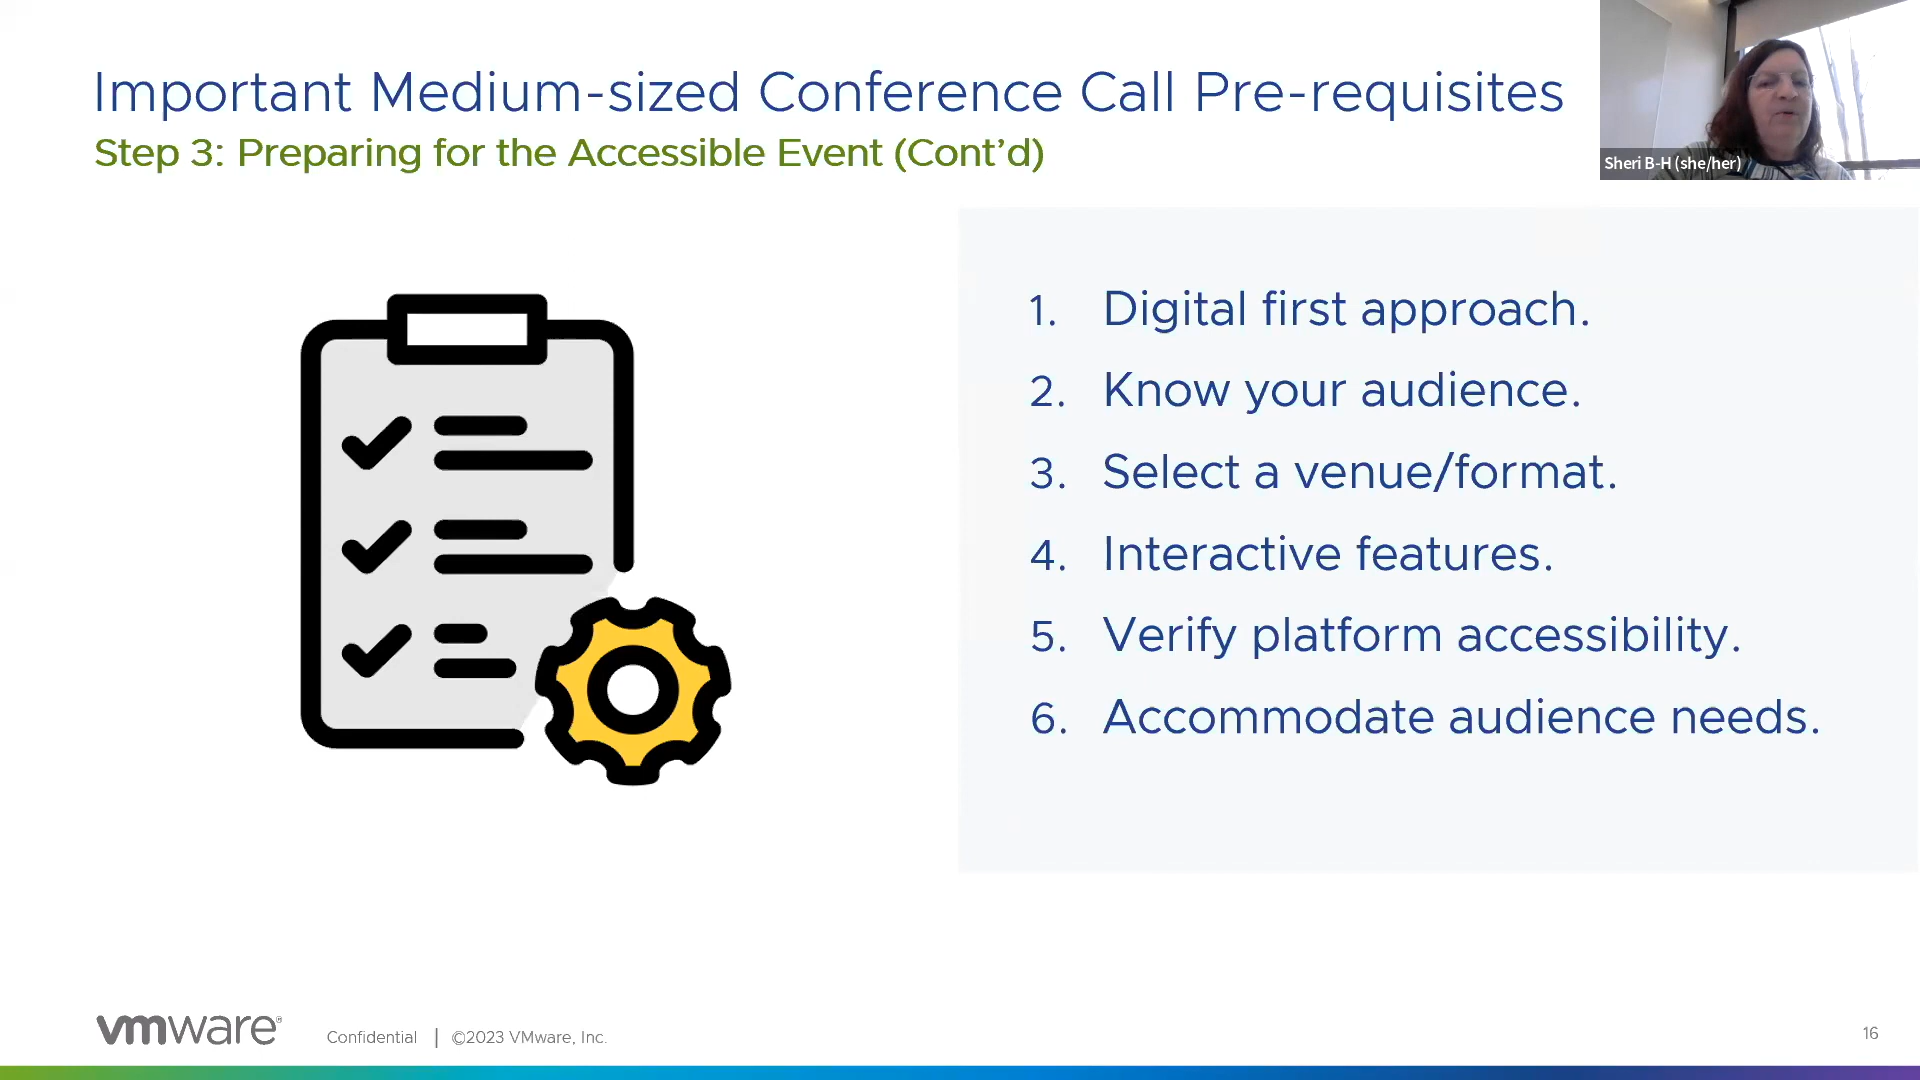 Important Medium-sized Conference Call Pre-requisites
Step 3: Preparing for the Accessible Event (Cont’d)
Sheri B-H (she/her)
1. Digital first approach.
2. Know your audience.
3. Select a venue/format.
4. Interactive features.
5. Verify platform accessibility.
6. Accommodate audience needs.
vmware® Confidential | ©2023 VMware, Inc.
16